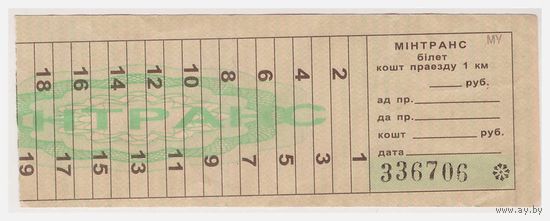 МІНТРАНС
МУ
білет
кошт праезду 1 км
руб.
ад пр.
да пр.
кошт руб.
дата
336706
18 16 14 12 10 8 6 4 2
НТРАНС
19 17 15 13 11 9 7 5 3 1
www.ay.by